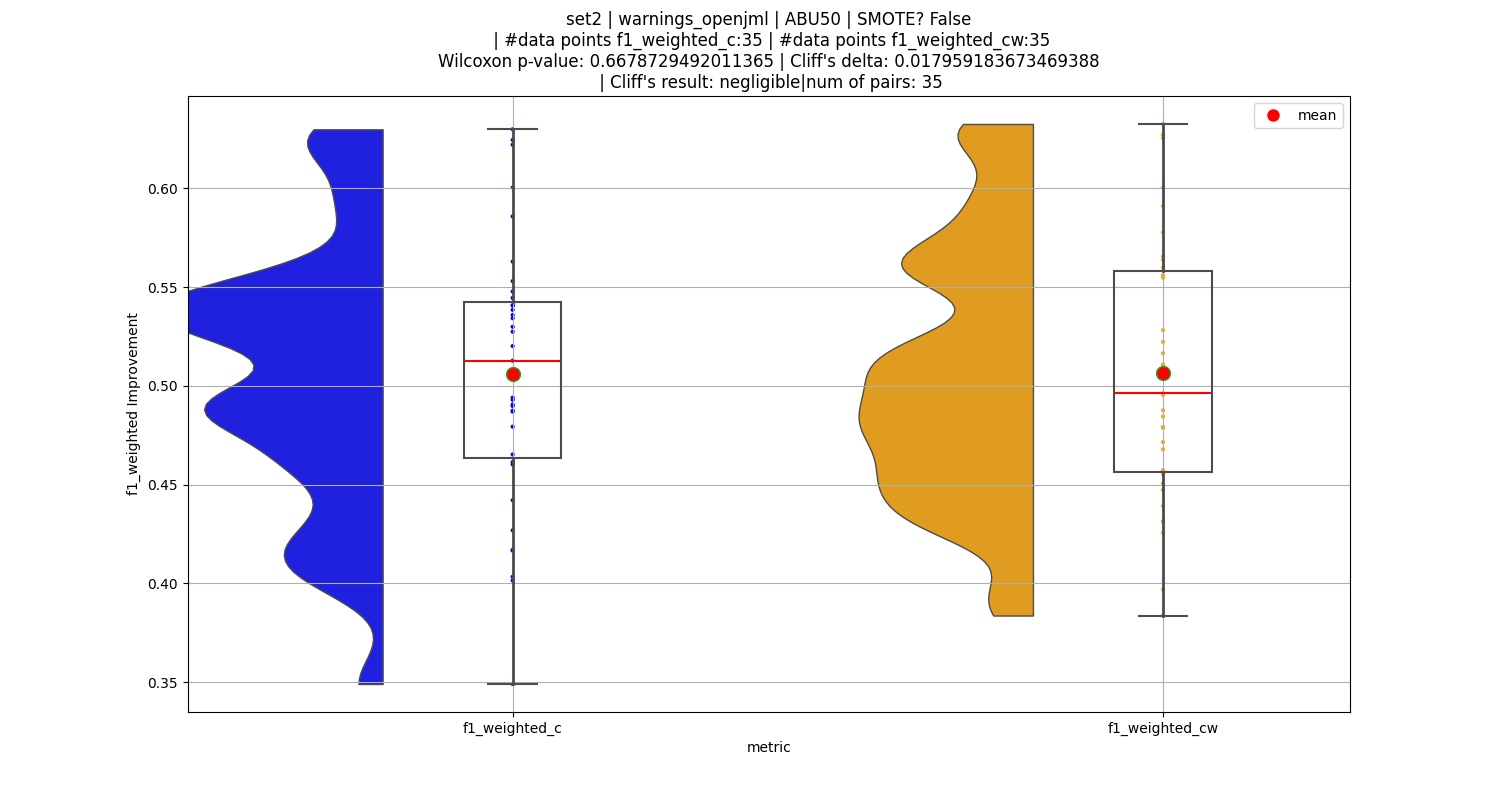 set2 | warnings_openjml | ABU50 | SMOTE? False
| #data points f1_weighted_c:35 | #data points f1_weighted_cw:35
Wilcoxon p-value: 0.6678729492011365 | Cliff's delta: 0.017959183673469388
| Cliff's result: negligible|num of pairs: 35
mean
0.60
0.55
0.50
0.45
0.40
0.35
f1_weighted Improvement
f1_weighted_c
f1_weighted_cw
metric